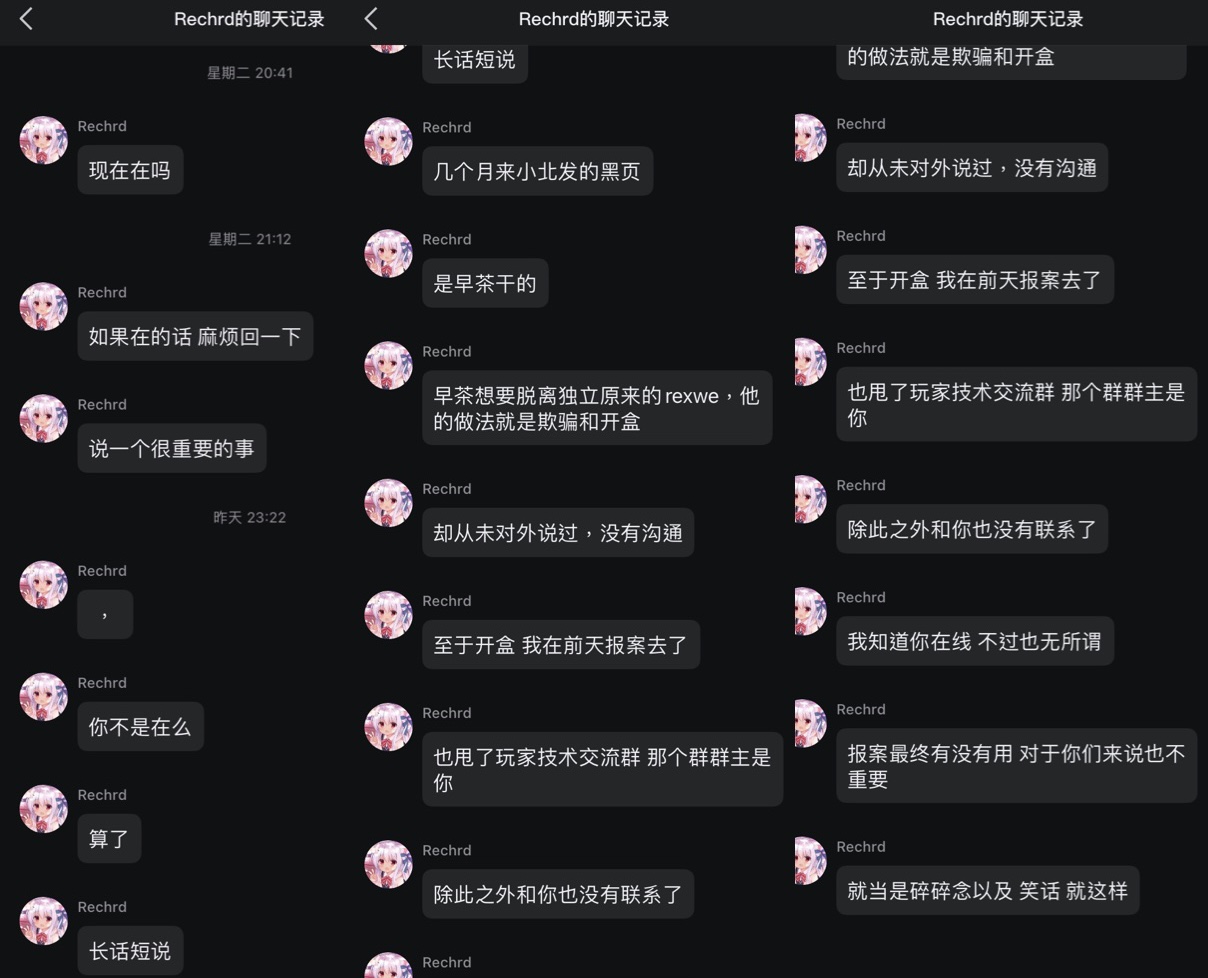 Rechrd的聊天记录
星期二 20:41
Rechrd
现在在吗
星期二 21:12
Rechrd
如果在的话 麻烦回一下
Rechrd
说一个很重要的事
昨天 23:22
Rechrd
，
Rechrd
你不是在么
Rechrd
算了
Rechrd
长话短说
Rechrd的聊天记录
长话短说
Rechrd
几个月来小北发的黑页
Rechrd
是早茶干的
Rechrd
早茶想要脱离独立原来的rexwe，他
的做法就是欺骗和开盒
Rechrd
却从未对外说过，没有沟通
Rechrd
至于开盒 我在前天报案去了
Rechrd
也甩了玩家技术交流群 那个群群主是
你
Rechrd
除此之外和你也没有联系了
Rechrd
Rechrd的聊天记录
的做法就是欺骗和开盒
Rechrd
却从未对外说过，没有沟通
Rechrd
至于开盒 我在前天报案去了
Rechrd
也甩了玩家技术交流群 那个群群主是
你
Rechrd
除此之外和你也没有联系了
Rechrd
我知道你在线 不过也无所谓
Rechrd
报案最终有没有用 对于你们来说也不
重要
Rechrd
就当是碎碎念以及 笑话 就这样